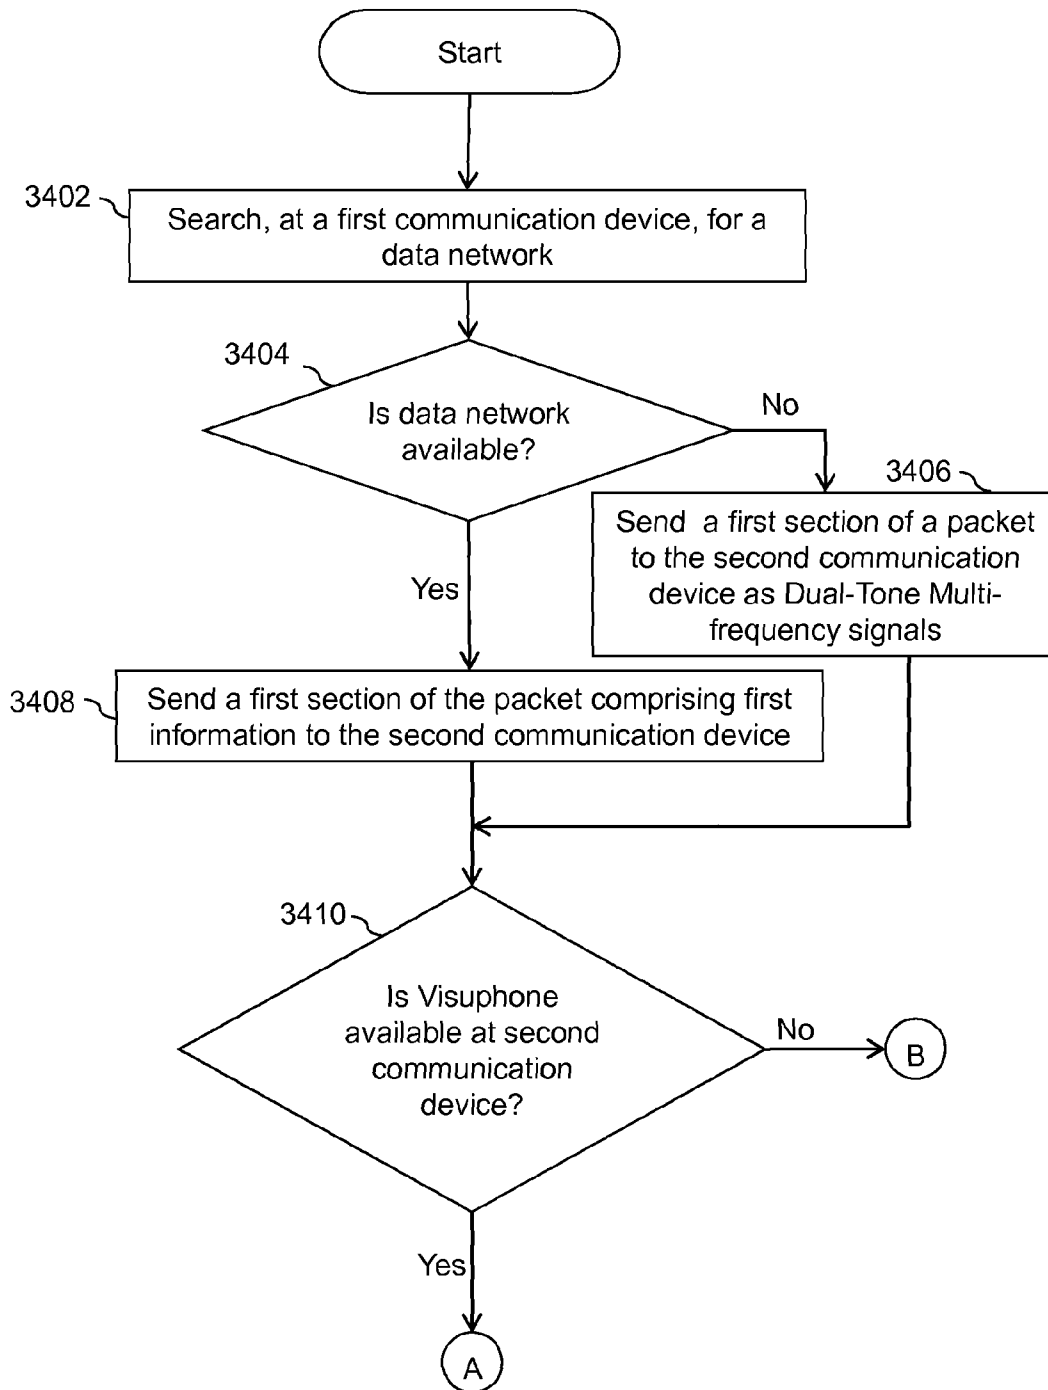 Start
3402
Search, at a first communication device, for a
data network
3404
Is data network
available?
No
3406
Send a first section of a packet
to the second communication
device as Dual-Tone Multi-
frequency signals
Yes
3408
Send a first section of the packet comprising first
information to the second communication device
3410
Is Visuphone
available at second
communication
device?
No
B
Yes
A